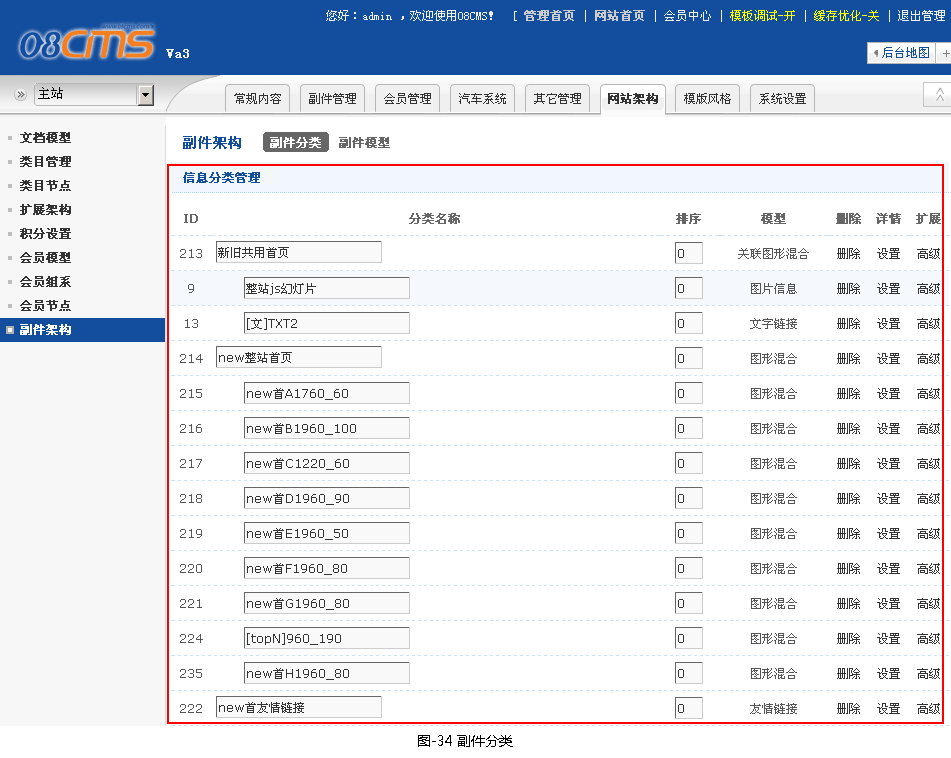 您好：admin ，欢迎使用08CMS! [ 管理首页 | 网站首页 | 会员中心 | 模板调试-开 | 缓存优化-关 | 退出管理
08CMS Va3
后台地图 +
主站
常规内容 副件管理 会员管理 汽车系统 其它管理 网站架构 模版风格 系统设置
文档模型
类目管理
类目节点
扩展架构
积分设置
会员模型
会员组系
会员节点
副件架构
副件架构 副件分类 副件模型
信息分类管理
ID 分类名称 排序 模型 删除 详情 扩展
213 新旧共用首页 0 关联图形混合 删除 设置 高级
9 整站js幻灯片 0 图片信息 删除 设置 高级
13 [文]TXT2 0 文字链接 删除 设置 高级
214 new整站首页 0 图形混合 删除 设置 高级
215 new首A1760_60 0 图形混合 删除 设置 高级
216 new首B1960_100 0 图形混合 删除 设置 高级
217 new首C1220_60 0 图形混合 删除 设置 高级
218 new首D1960_90 0 图形混合 删除 设置 高级
219 new首E1960_50 0 图形混合 删除 设置 高级
220 new首F1960_80 0 图形混合 删除 设置 高级
221 new首G1960_80 0 图形混合 删除 设置 高级
224 [topN]960_190 0 图形混合 删除 设置 高级
235 new首H1960_80 0 图形混合 删除 设置 高级
222 new首友情链接 0 友情链接 删除 设置 高级
图-34 副件分类